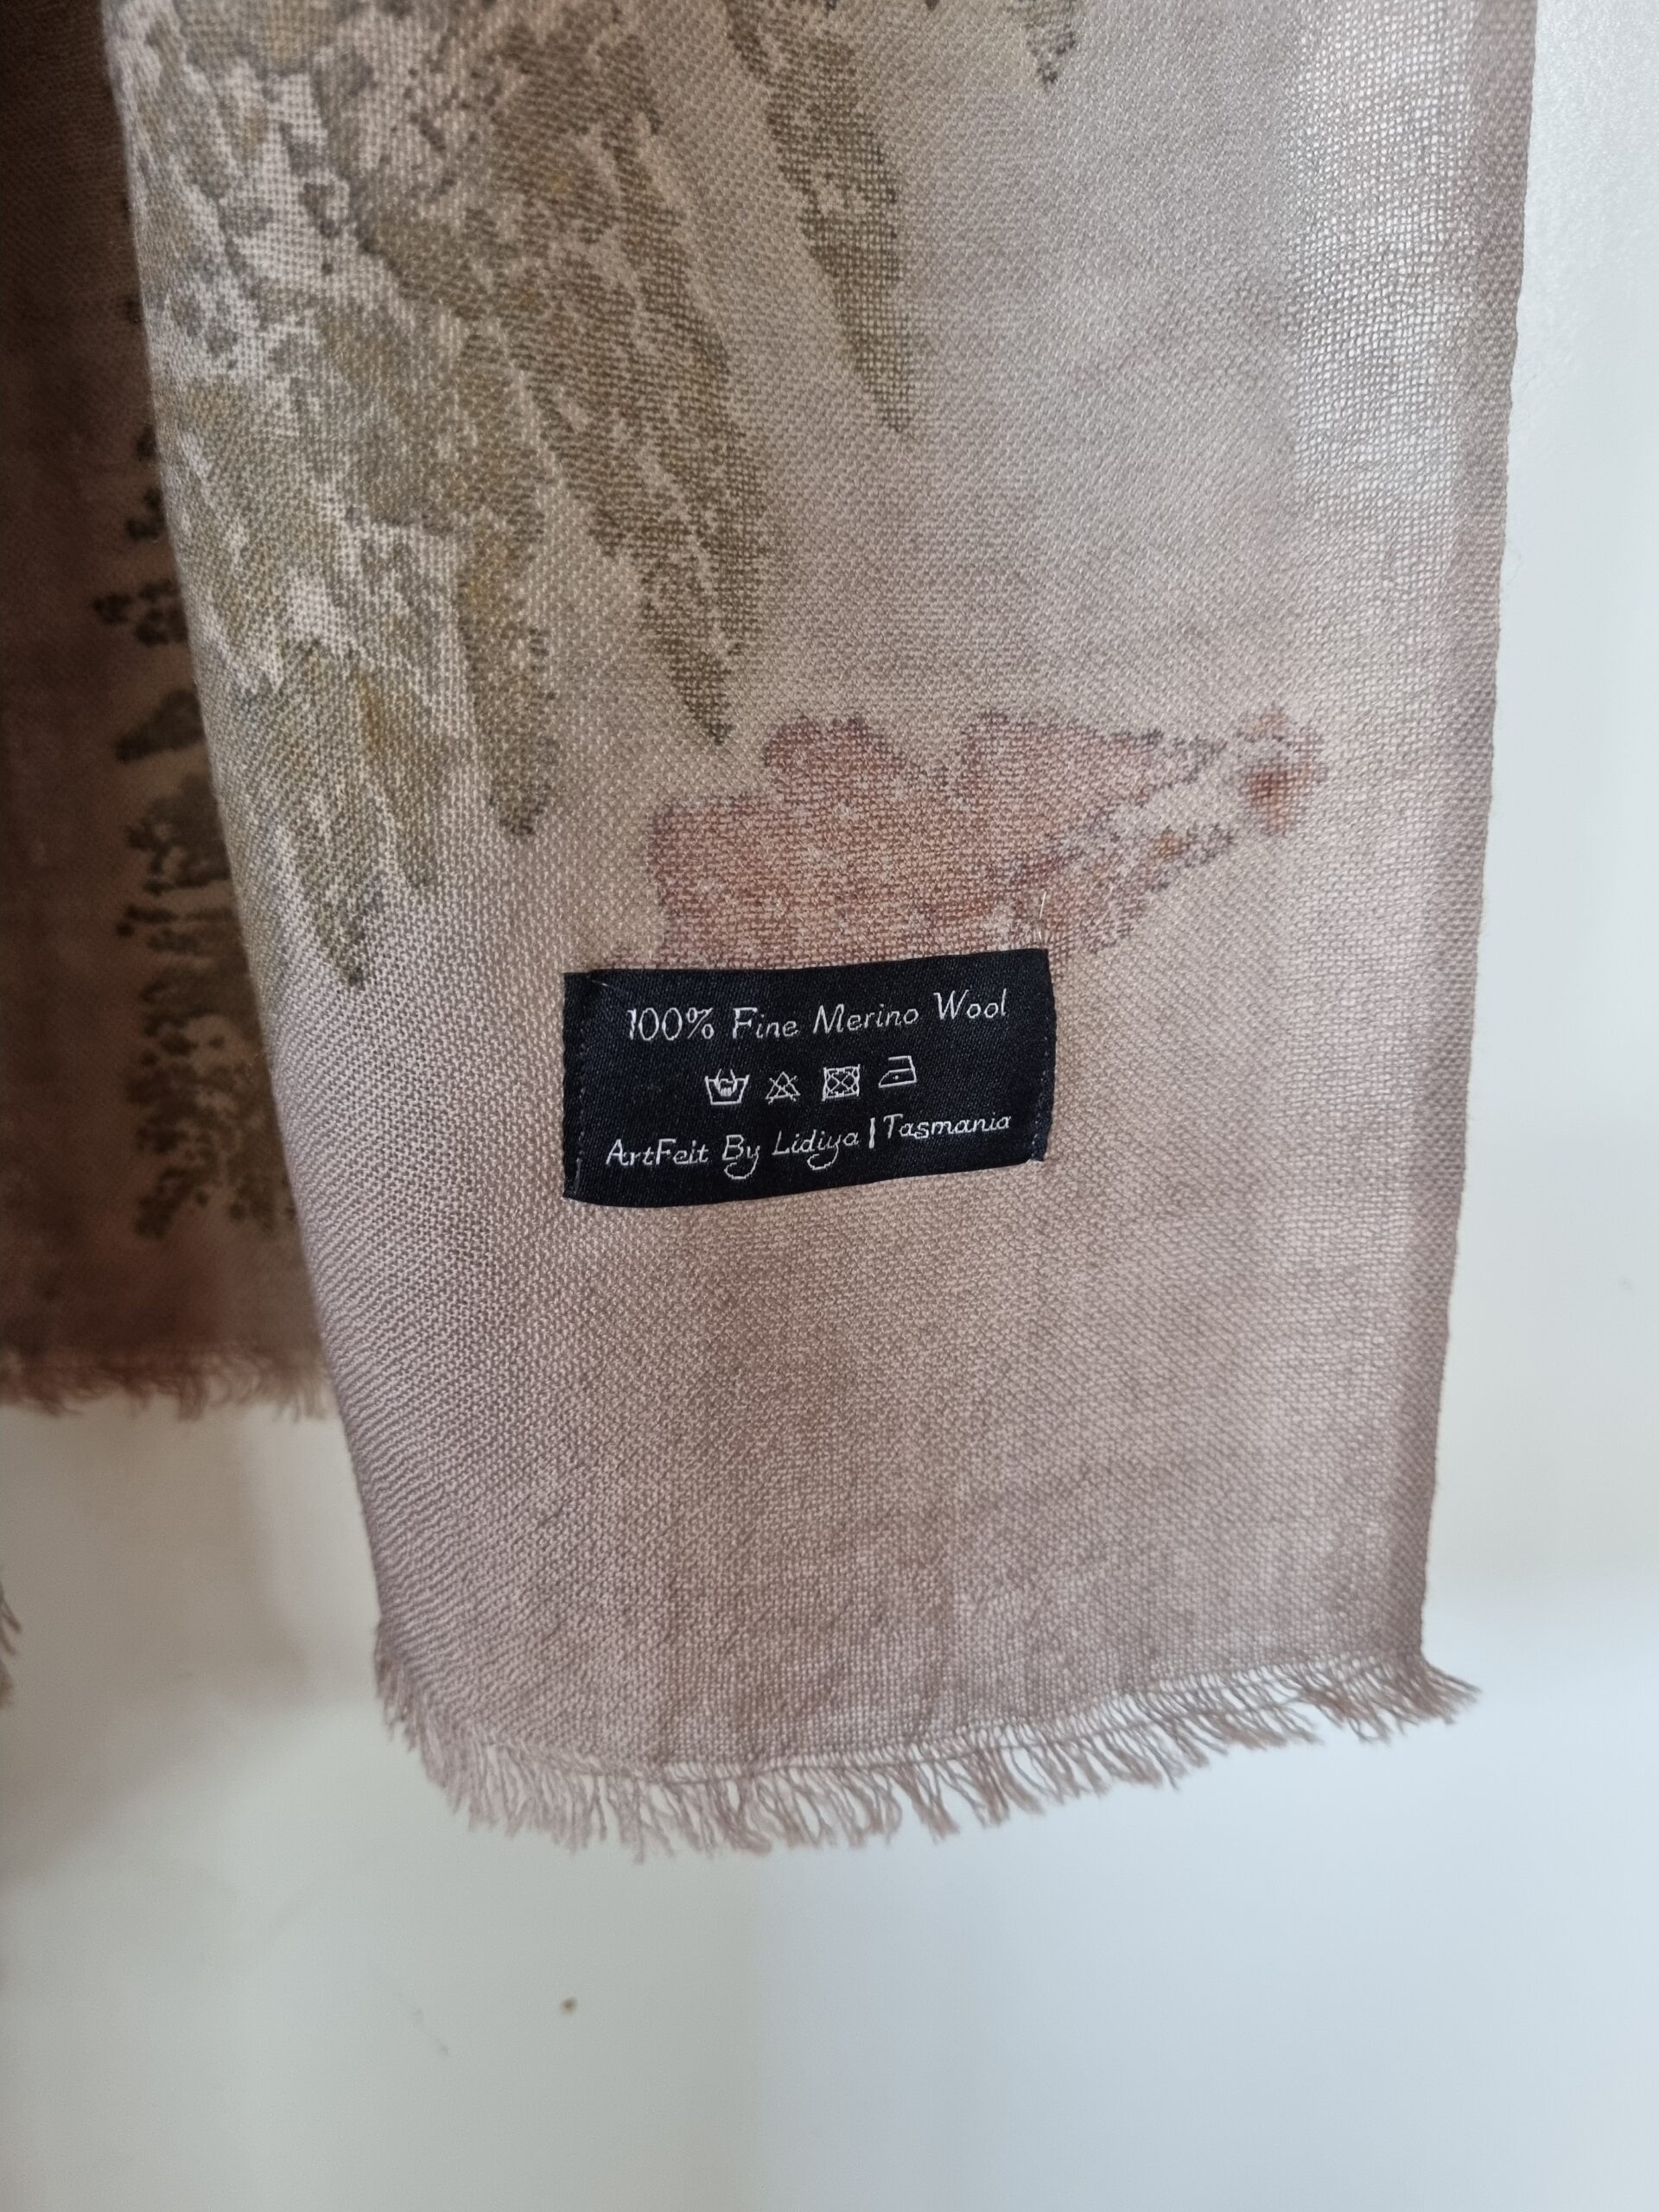 100% Fine Merino Wool
ArtFelt By Lidiya | Tasmania